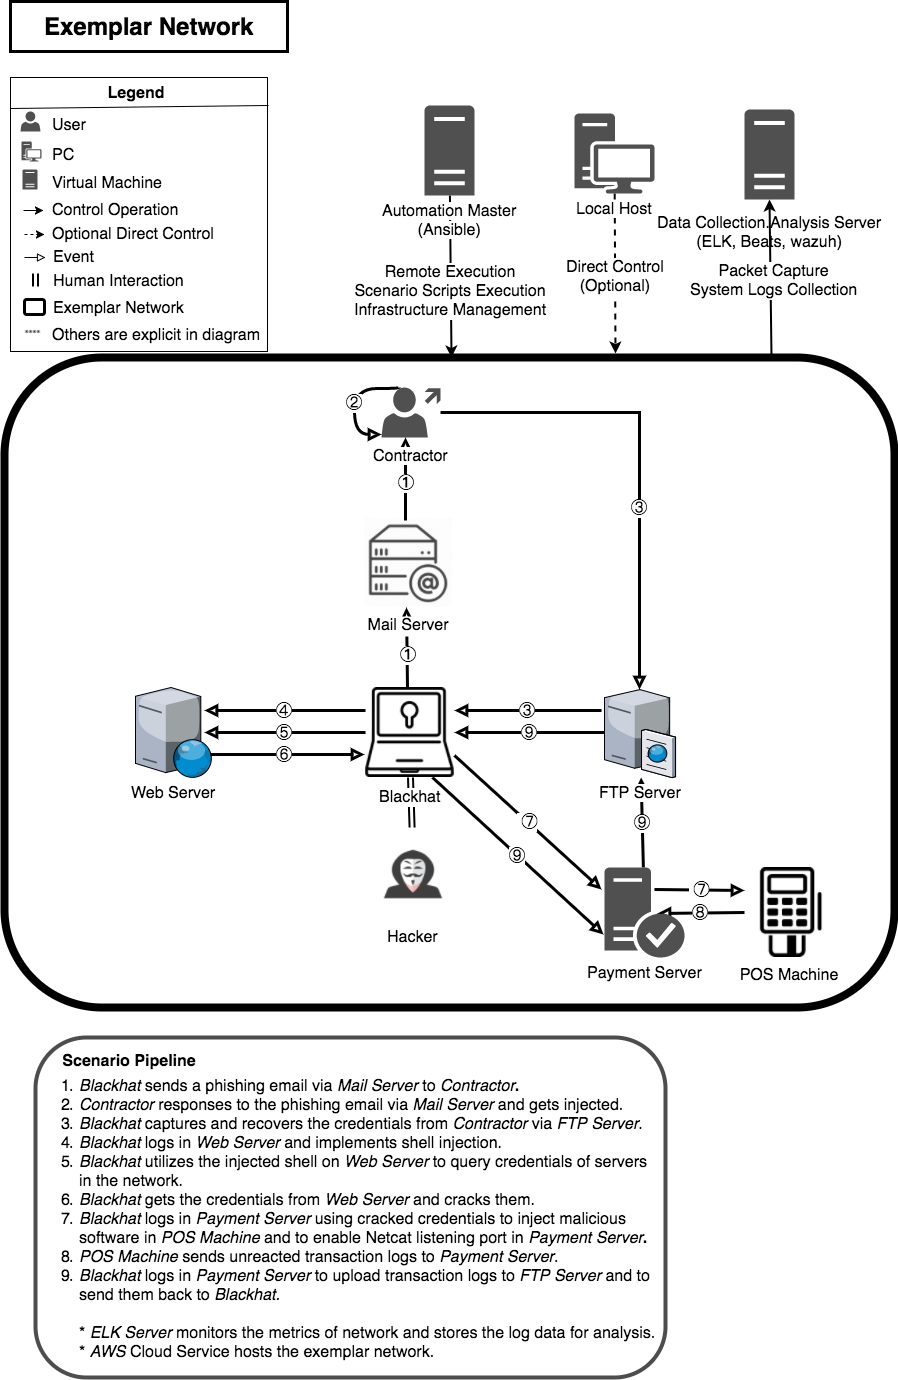 Exemplar Network
Legend
User
PC
Virtual Machine
Control Operation
Optional Direct Control
Event
Human Interaction
Exemplar Network
Others are explicit in diagram
Automation Master
(Ansible)
Remote Execution
Scenario Scripts Execution
Infrastructure Management
Local Host
Direct Control
(Optional)
Data Collection.Analysis Server
(ELK, Beats, wazuh)
Packet Capture
System Logs Collection
②
Contractor
①
③
Mail Server
①
④
⑤
⑥
③
⑨
Web Server
Blackhat
FTP Server
⑦
⑨
⑨
Hacker
⑦
⑧
Payment Server
POS Machine
Scenario Pipeline
1. Blackhat sends a phishing email via Mail Server to Contractor.
2. Contractor responses to the phishing email via Mail Server and gets injected.
3. Blackhat captures and recovers the credentials from Contractor via FTP Server.
4. Blackhat logs in Web Server and implements shell injection.
5. Blackhat utilizes the injected shell on Web Server to query credentials of servers
in the network.
6. Blackhat gets the credentials from Web Server and cracks them.
7. Blackhat logs in Payment Server using cracked credentials to inject malicious
software in POS Machine and to enable Netcat listening port in Payment Server.
8. POS Machine sends unreacted transaction logs to Payment Server.
9. Blackhat logs in Payment Server to upload transaction logs to FTP Server and to
send them back to Blackhat.
* ELK Server monitors the metrics of network and stores the log data for analysis.
* AWS Cloud Service hosts the exemplar network.